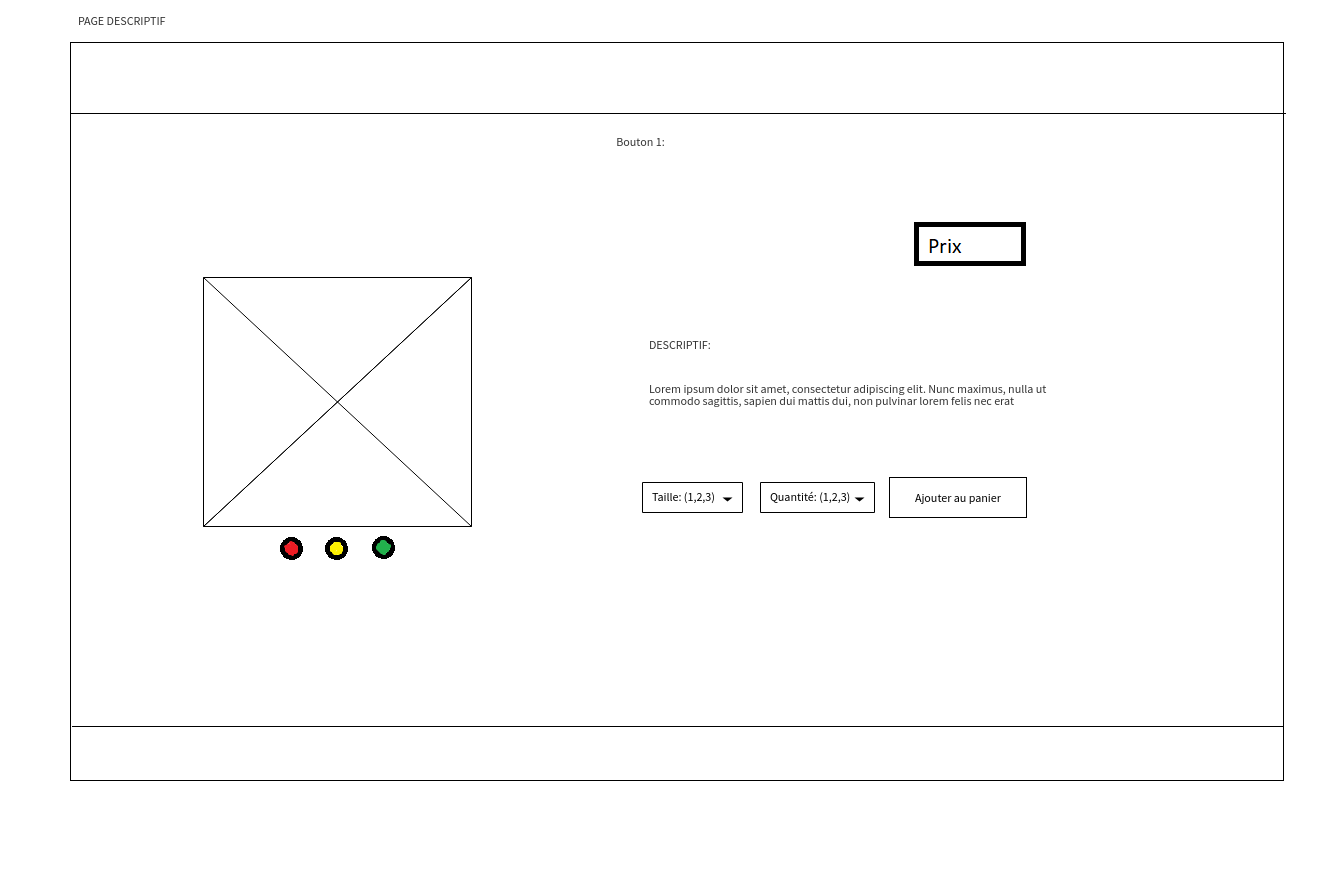 PAGE DESCRIPTIF
Bouton 1:
Prix
DESCRIPTIF:
Lorem ipsum dolor sit amet, consectetur adipiscing elit. Nunc maximus, nulla ut
commodo sagittis, sapien dui mattis dui, non pulvinar lorem felis nec erat
Taille: (1,2,3)
Quantité: (1,2,3)
Ajouter au panier